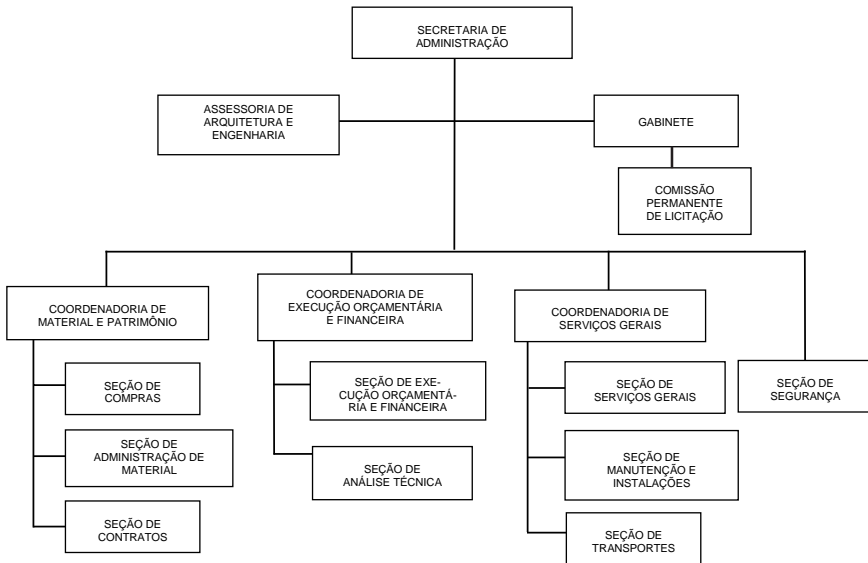 SECRETARIA DE
ADMINISTRAÇÃO
ASSESSORIA DE
ARQUITETURA E
ENGENHARIA
GABINETE
COMISSÃO
PERMANENTE
DE LICITAÇÃO
COORDENADORIA DE
MATERIAL E PATRIMÔNIO
COORDENADORIA DE
EXECUÇÃO ORÇAMENTÁRIA
E FINANCEIRA
COORDENADORIA DE
SERVIÇOS GERAIS
SEÇÃO DE
SEGURANÇA
SEÇÃO DE
COMPRAS
SEÇÃO DE
ADMINISTRAÇÃO DE
MATERIAL
SEÇÃO DE
CONTRATOS
SEÇÃO DE EXE-
CUÇÃO ORÇAMENTÁ-
RIA E FINANCEIRA
SEÇÃO DE
ANÁLISE TÉCNICA
SEÇÃO DE
SERVIÇOS GERAIS
SEÇÃO DE
MANUTENÇÃO E
INSTALAÇÕES
SEÇÃO DE
TRANSPORTES